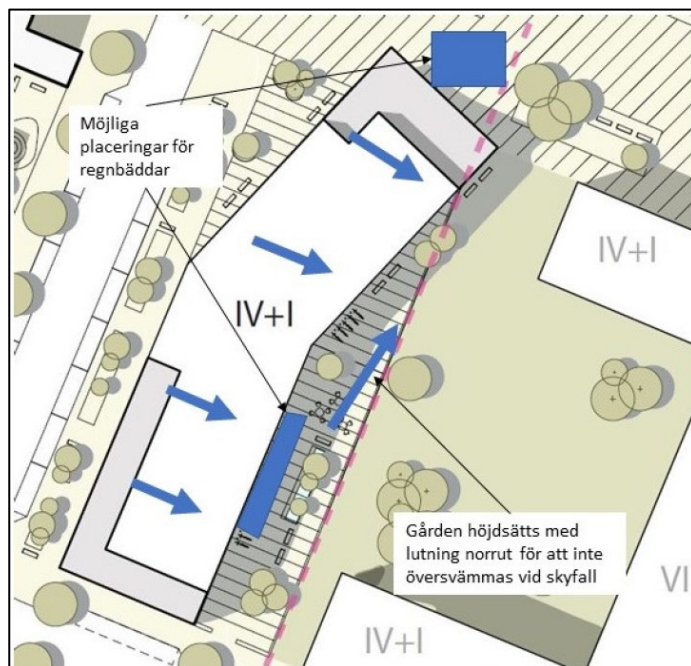 Möjliga
placeringar för
regnbäddar
IV+I
IV+I
Gården höjdsätts med
lutning norrut för att inte
översvämmas vid skyfall
VI
IV+I